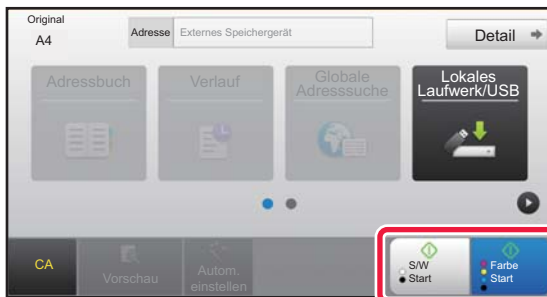 Original
A4
Adresse
Externes Speichergerät
Detail
Adressbuch
Verlauf
Globale
Adresssuche
Lokales
Laufwerk/USB
CA
Vorschau
Autom.
einstellen
S/W
Start
Farbe
Start